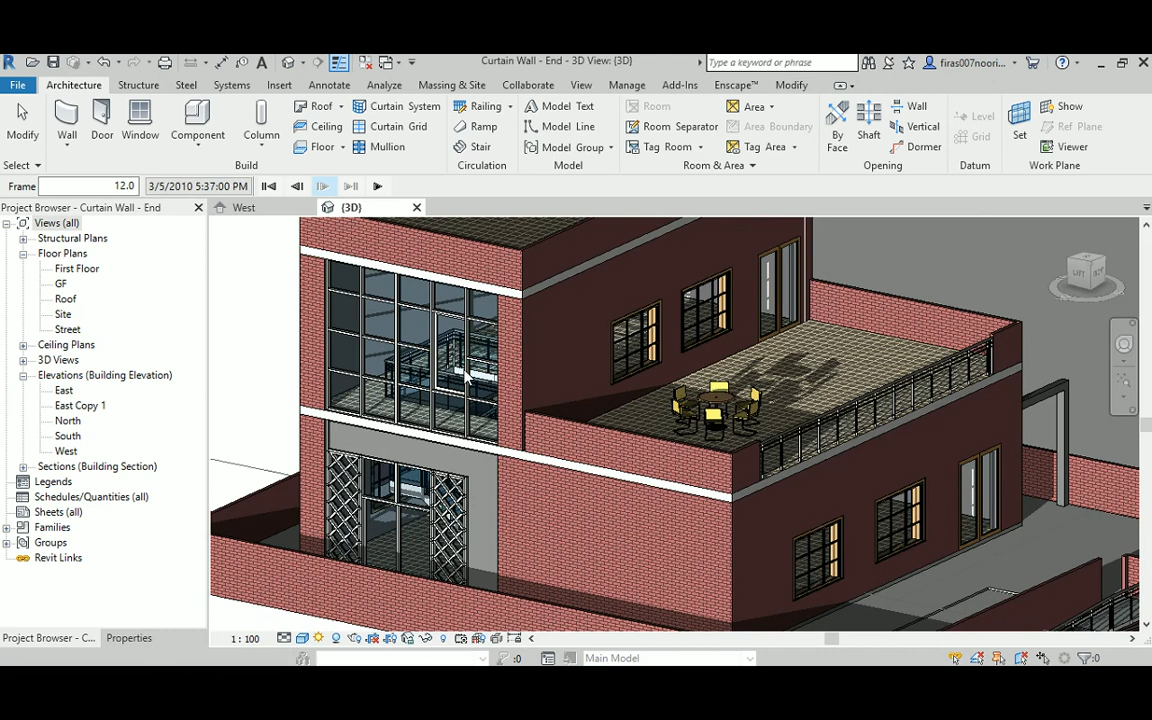 Curtain Wall - End - 3D View: {3D}
Type a keyword or phrase
firas007noori...
File
Architecture
Structure
Steel
Systems
Insert
Annotate
Analyze
Massing & Site
Collaborate
View
Manage
Add-Ins
Enscape™
Modify
Modify
Wall
Door
Window
Component
Column
Roof
Ceiling
Floor
Curtain System
Curtain Grid
Mullion
Railing
Ramp
Stair
Model Text
Model Line
Model Group
Room
Room Separator
Tag Room
Area
Area Boundary
Tag Area
By
Face
Shaft
Wall
Vertical
Dormer
Level
Grid
Set
Show
Ref Plane
Viewer
Select
Build
Circulation
Model
Room & Area
Opening
Datum
Work Plane
Frame
12.0
3/5/2010 5:37:00 PM
Project Browser - Curtain Wall - End
West
{3D}
Views (all)
Structural Plans
Floor Plans
First Floor
GF
Roof
Site
Street
Ceiling Plans
3D Views
Elevations (Building Elevation)
East
East Copy 1
North
South
West
Sections (Building Section)
Legends
Schedules/Quantities (all)
Sheets (all)
Families
Groups
Revit Links
LEFT
Project Browser - C...
Properties
1 : 100
:0
Main Model
:0